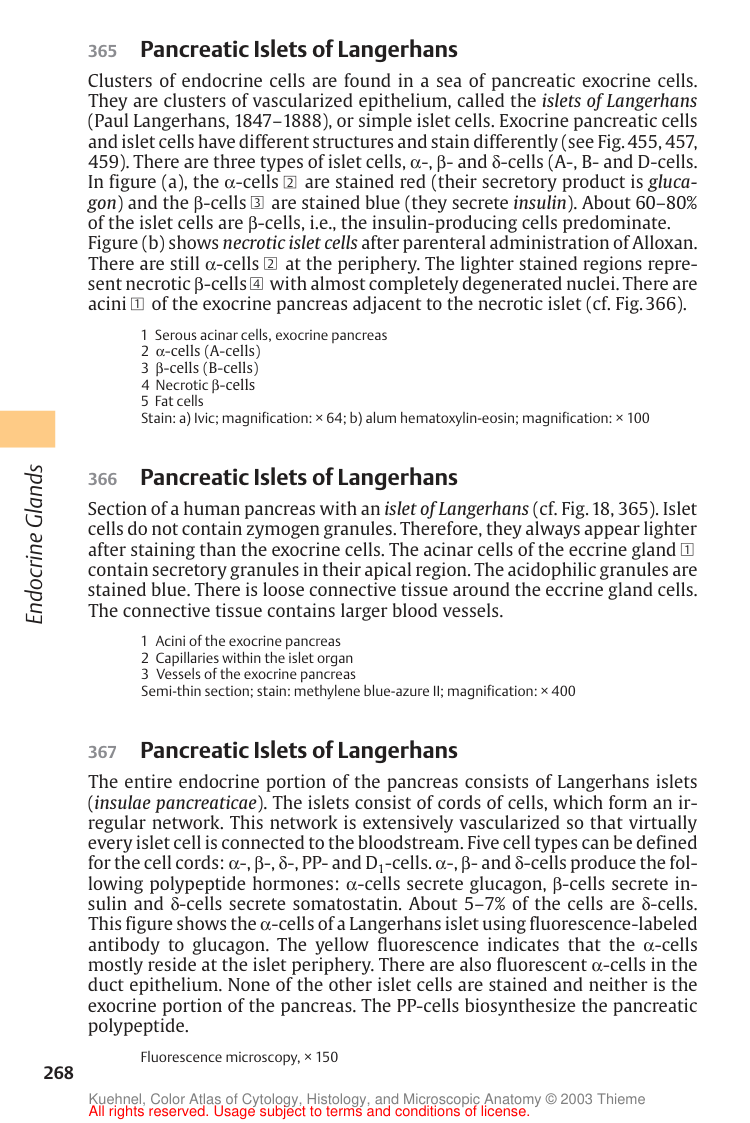 365 Pancreatic Islets of Langerhans
Clusters of endocrine cells are found in a sea of pancreatic exocrine cells.
They are clusters of vascularized epithelium, called the islets of Langerhans
(Paul Langerhans, 1847–1888), or simple islet cells. Exocrine pancreatic cells
and islet cells have different structures and stain differently (see Fig. 455, 457,
459). There are three types of islet cells, α-, β- and δ-cells (A-, B- and D-cells.
In figure (a), the α-cells 2 are stained red (their secretory product is gluca-
gon) and the β-cells 3 are stained blue (they secrete insulin). About 60–80%
of the islet cells are β-cells, i.e., the insulin-producing cells predominate.
Figure (b) shows necrotic islet cells after parenteral administration of Alloxan.
There are still α-cells 2 at the periphery. The lighter stained regions repre-
sent necrotic β-cells 4 with almost completely degenerated nuclei. There are
acini 1 of the exocrine pancreas adjacent to the necrotic islet (cf. Fig. 366).
1 Serous acinar cells, exocrine pancreas
2 α-cells (A-cells)
3 β-cells (B-cells)
4 Necrotic β-cells
5 Fat cells
Stain: a) Ivic; magnification: × 64; b) alum hematoxylin-eosin; magnification: × 100
Endocrine Glands
366 Pancreatic Islets of Langerhans
Section of a human pancreas with an islet of Langerhans (cf. Fig. 18, 365). Islet
cells do not contain zymogen granules. Therefore, they always appear lighter
after staining than the exocrine cells. The acinar cells of the eccrine gland 1
contain secretory granules in their apical region. The acidophilic granules are
stained blue. There is loose connective tissue around the eccrine gland cells.
The connective tissue contains larger blood vessels.
1 Acini of the exocrine pancreas
2 Capillaries within the islet organ
3 Vessels of the exocrine pancreas
Semi-thin section; stain: methylene blue-azure II; magnification: × 400
367 Pancreatic Islets of Langerhans
The entire endocrine portion of the pancreas consists of Langerhans islets
(insulae pancreaticae). The islets consist of cords of cells, which form an ir-
regular network. This network is extensively vascularized so that virtually
every islet cell is connected to the bloodstream. Five cell types can be defined
for the cell cords: α-, β-, δ-, PP- and D₁-cells. α-, β- and δ-cells produce the fol-
lowing polypeptide hormones: α-cells secrete glucagon, β-cells secrete in-
sulin and δ-cells secrete somatostatin. About 5–7% of the cells are δ-cells.
This figure shows the α-cells of a Langerhans islet using fluorescence-labeled
antibody to glucagon. The yellow fluorescence indicates that the α-cells
mostly reside at the islet periphery. There are also fluorescent α-cells in the
duct epithelium. None of the other islet cells are stained and neither is the
exocrine portion of the pancreas. The PP-cells biosynthesize the pancreatic
polypeptide.
Fluorescence microscopy, × 150
268
Kuehnel, Color Atlas of Cytology, Histology, and Microscopic Anatomy © 2003 Thieme
All rights reserved. Usage subject to terms and conditions of license.